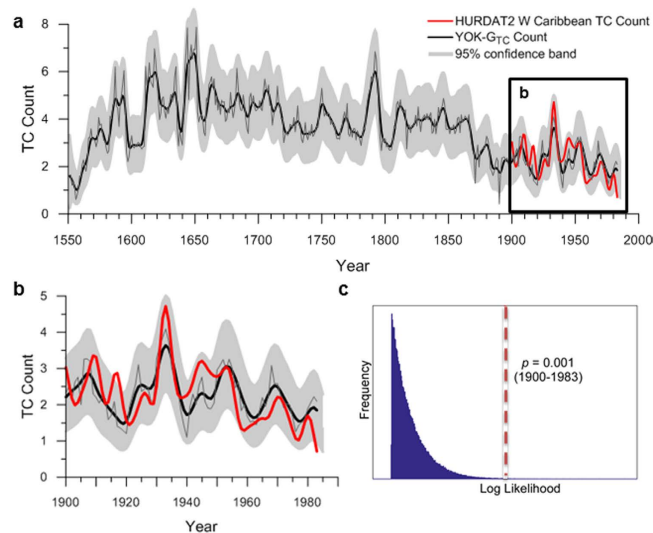 a
HURDAT2 W Caribbean TC Count
YOK-GTC Count
95% confidence band
TC Count
8
6
4
2
0
b
1550 1600 1650 1700 1750 1800 1850 1900 1950 2000
Year
b
TC Count
5
4
3
2
1
0
1900 1920 1940 1960 1980
Year
c
Frequency
p = 0.001
(1900-1983)
Log Likelihood